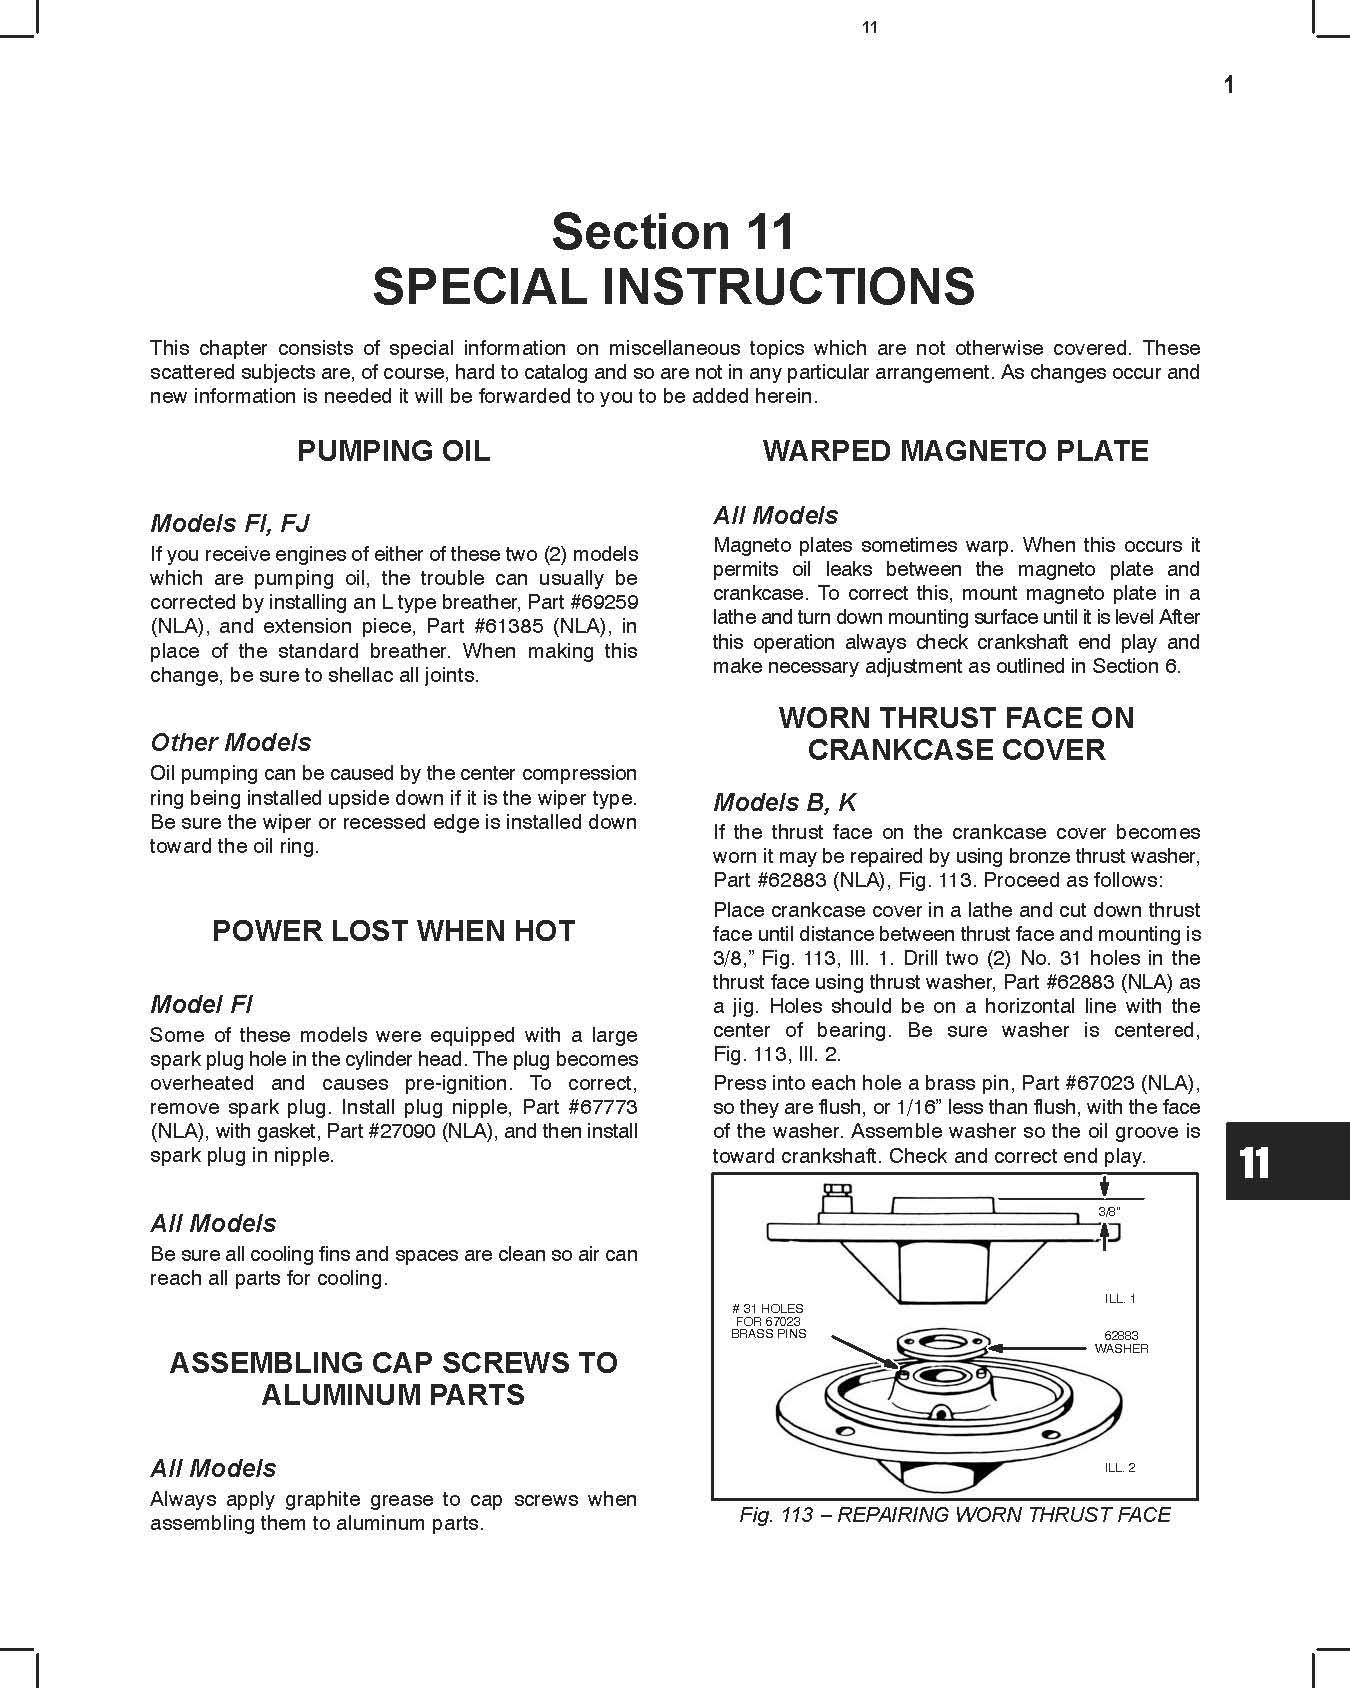 11
1
Section 11
SPECIAL INSTRUCTIONS
This chapter consists of special information on miscellaneous topics which are not otherwise covered. These
scattered subjects are, of course, hard to catalog and so are not in any particular arrangement. As changes occur and
new information is needed it will be forwarded to you to be added herein.
PUMPING OIL
Models FI, FJ
If you receive engines of either of these two (2) models
which are pumping oil, the trouble can usually be
corrected by installing an L type breather, Part #69259
(NLA), and extension piece, Part #61385 (NLA), in
place of the standard breather. When making this
change, be sure to shellac all joints.
Other Models
Oil pumping can be caused by the center compression
ring being installed upside down if it is the wiper type.
Be sure the wiper or recessed edge is installed down
toward the oil ring.
POWER LOST WHEN HOT
Model FI
Some of these models were equipped with a large
spark plug hole in the cylinder head. The plug becomes
overheated and causes pre-ignition. To correct,
remove spark plug. Install plug nipple, Part #67773
(NLA), with gasket, Part #27090 (NLA), and then install
spark plug in nipple.
All Models
Be sure all cooling fins and spaces are clean so air can
reach all parts for cooling.
ASSEMBLING CAP SCREWS TO
ALUMINUM PARTS
All Models
Always apply graphite grease to cap screws when
assembling them to aluminum parts.
WARPED MAGNETO PLATE
All Models
Magneto plates sometimes warp. When this occurs it
permits oil leaks between the magneto plate and
crankcase. To correct this, mount magneto plate in a
lathe and turn down mounting surface until it is level After
this operation always check crankshaft end play and
make necessary adjustment as outlined in Section 6.
WORN THRUST FACE ON
CRANKCASE COVER
Models B, K
If the thrust face on the crankcase cover becomes
worn it may be repaired by using bronze thrust washer,
Part #62883 (NLA), Fig. 113. Proceed as follows:
Place crankcase cover in a lathe and cut down thrust
face until distance between thrust face and mounting is
3/8,” Fig. 113, Ill. 1. Drill two (2) No. 31 holes in the
thrust face using thrust washer, Part #62883 (NLA) as
a jig. Holes should be on a horizontal line with the
center of bearing. Be sure washer is centered,
Fig. 113, Ill. 2.
Press into each hole a brass pin, Part #67023 (NLA),
so they are flush, or 1/16” less than flush, with the face
of the washer. Assemble washer so the oil groove is
toward crankshaft. Check and correct end play.
11
3/8"
ILL. 1
# 31 HOLES
FOR 67023
BRASS PINS
62883
WASHER
ILL. 2
Fig. 113 – REPAIRING WORN THRUST FACE